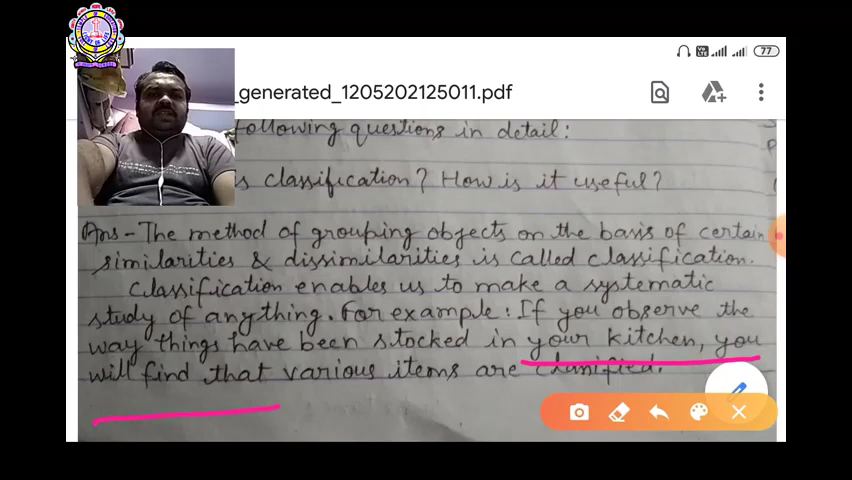 77
_generated_1205202125011.pdf
following questions in detail:
s classification? How is it useful?
Ans - The method of grouping objects on the basis of certain
similarities & dissimilarities is called classification.
Classification enables us to make a systematic
study of anything. For example: If you observe the
way things have been stocked in your kitchen, you
will find that various items are classified.